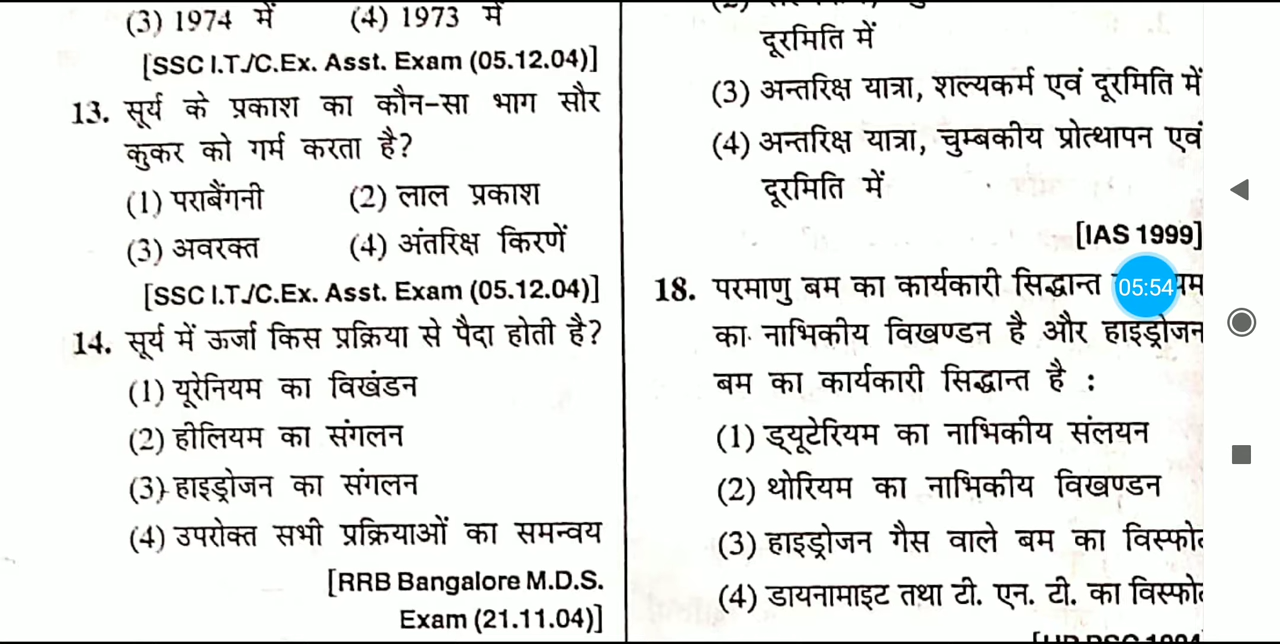 (3) 1974 में (4) 1973 में
[SSC I.T./C.Ex. Asst. Exam (05.12.04)]
13. सूर्य के प्रकाश का कौन-सा भाग सौर
कुकर को गर्म करता है?
(1) पराबैंगनी (2) लाल प्रकाश
(3) अवरक्त (4) अंतरिक्ष किरणें
[SSC I.T./C.Ex. Asst. Exam (05.12.04)]
14. सूर्य में ऊर्जा किस प्रक्रिया से पैदा होती है?
(1) यूरेनियम का विखंडन
(2) हीलियम का संगलन
(3) हाइड्रोजन का संगलन
(4) उपरोक्त सभी प्रक्रियाओं का समन्वय
[RRB Bangalore M.D.S.
Exam (21.11.04)]
दूरमिति में
(3) अन्तरिक्ष यात्रा, शल्यकर्म एवं दूरमिति में
(4) अन्तरिक्ष यात्रा, चुम्बकीय प्रोत्थापन एवं
दूरमिति में
[IAS 1999]
18. परमाणु बम का कार्यकारी सिद्धान्त
05:54
का नाभिकीय विखण्डन है और हाइड्रोजन
बम का कार्यकारी सिद्धान्त है :
(1) ड्यूटेरियम का नाभिकीय संलयन
(2) थोरियम का नाभिकीय विखण्डन
(3) हाइड्रोजन गैस वाले बम का
(4) डायनामाइट तथा टी. एन. टी. का